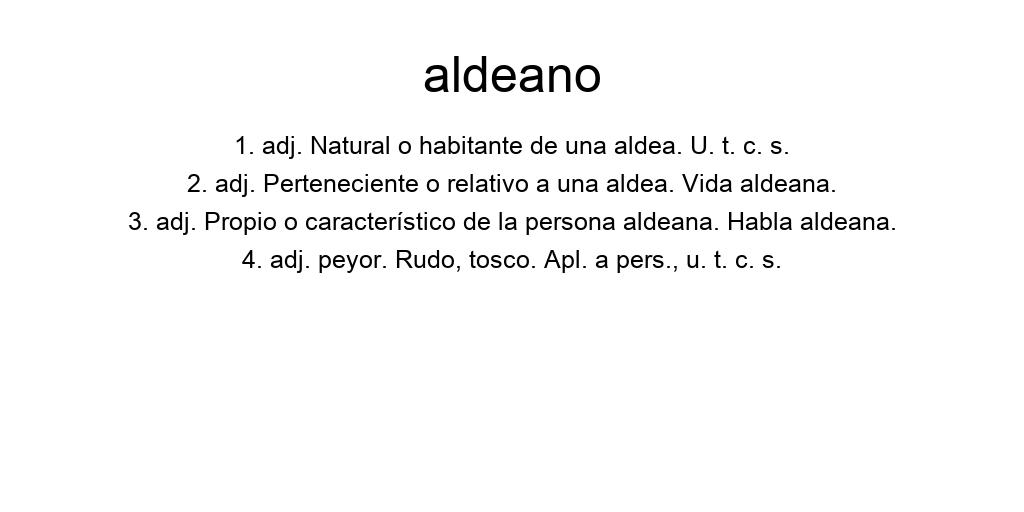 aldeano
1. adj. Natural o habitante de una aldea. U. t. c. s.
2. adj. Perteneciente o relativo a una aldea. Vida aldeana.
3. adj. Propio o característico de la persona aldeana. Habla aldeana.
4. adj. peyor. Rudo, tosco. Apl. a pers., u. t. c. s.